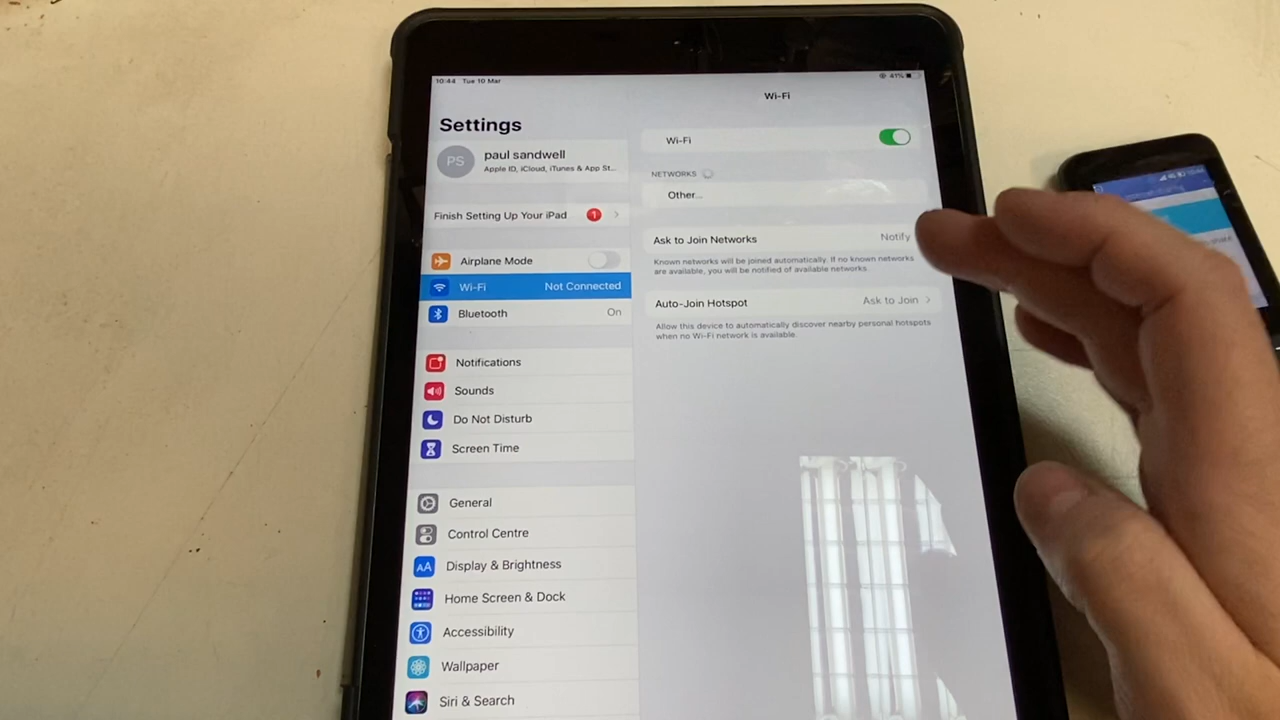 10:44 Tue 10 Mar
41%
Settings
PS
paul sandwell
Apple ID, iCloud, iTunes & App St...
Finish Setting Up Your iPad 1
Airplane Mode
Wi-Fi Not Connected
Bluetooth On
Notifications
Sounds
Do Not Disturb
Screen Time
General
Control Centre
AA Display & Brightness
Home Screen & Dock
Accessibility
Wallpaper
Siri & Search
Wi-Fi
Wi-Fi
NETWORKS
Other...
Ask to Join Networks Notify
Known networks will be joined automatically. If no known networks
are available, you will be notified of available networks.
Auto-Join Hotspot Ask to Join
Allow this device to automatically discover nearby personal hotspots
when no Wi-Fi network is available.